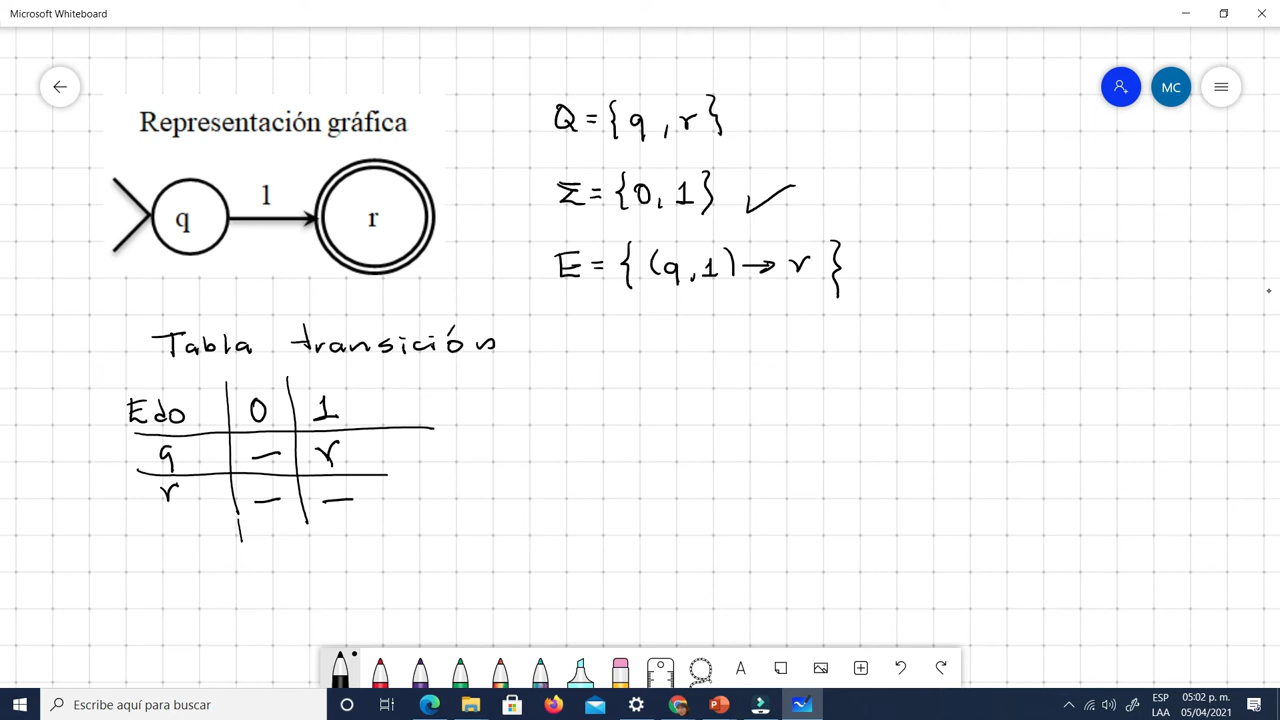 Microsoft Whiteboard
MC
Representación gráfica
q
1
r
Q = {q, r}
Σ = {0, 1} ✓
E = { (q, 1) → r }
Tabla transición
Edo 0 1
q — r
r — —
A
Escribe aquí para buscar
ESP
LAA
05:02 p. m.
05/04/2021